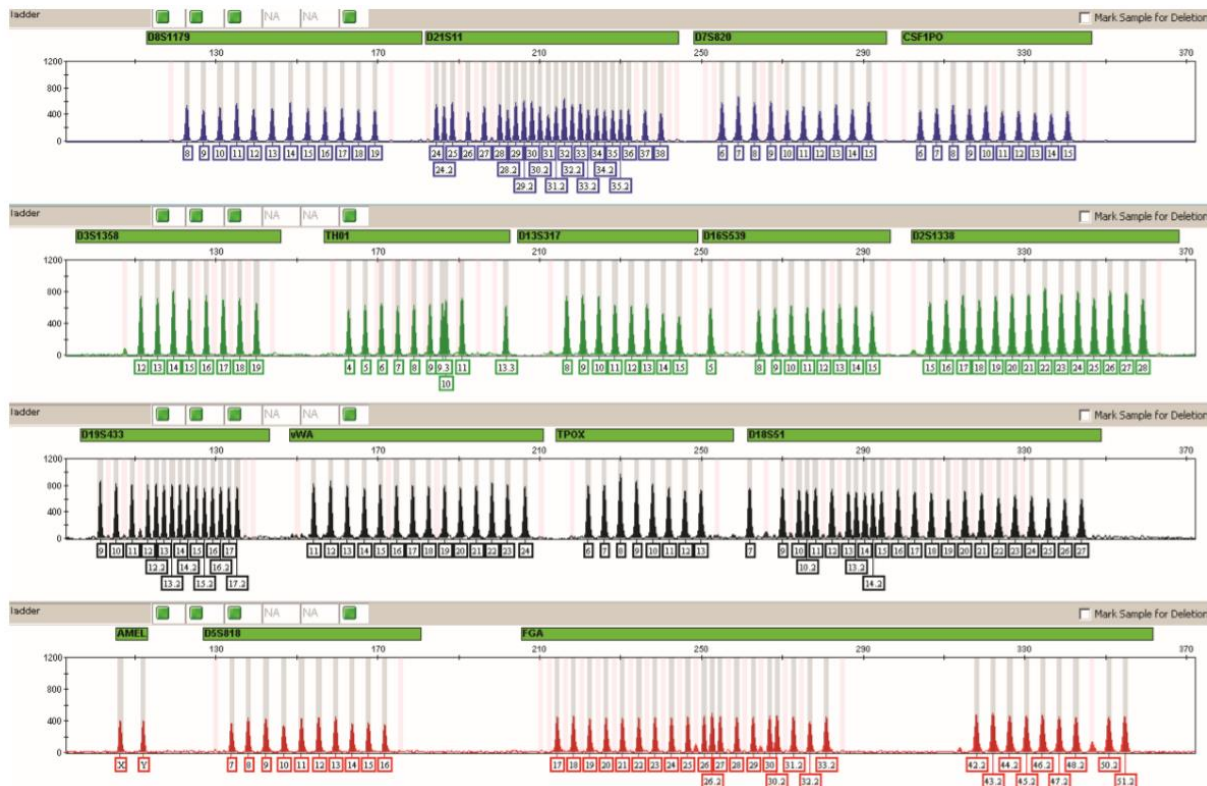 ladder NA NA Mark Sample for Deletion
D8S1179 D21S11 D7S820 CSF1PO
130 170 210 250 290 330 370
1200
800
400
0
8 9 10 11 12 13 14 15 16 17 18 19 24 25 26 27 28 29 30 31 32 33 34 35 36 37 38 6 7 8 9 10 11 12 13 14 15 6 7 8 9 10 11 12 13 14 15
24.2 28.2 30.2 32.2 34.2
29.2 31.2 33.2 35.2
ladder NA NA Mark Sample for Deletion
D3S1358 TH01 D13S317 D16S539 D2S1338
130 170 210 250 290 330 370
1200
800
400
0
12 13 14 15 16 17 18 19 4 5 6 7 8 9 9.3 11 13.3 8 9 10 11 12 13 14 15 5 8 9 10 11 12 13 14 15 15 16 17 18 19 20 21 22 23 24 25 26 27 28
10
ladder NA NA Mark Sample for Deletion
D19S433 vWA TPOX D18S51
130 170 210 250 290 330 370
1200
800
400
0
9 10 11 12 13 14 15 16 17 11 12 13 14 15 16 17 18 19 20 21 22 23 24 6 7 8 9 10 11 12 13 7 9 10 11 12 13 14 15 16 17 18 19 20 21 22 23 24 25 26 27
12.2 14.2 16.2 10.2 13.2
13.2 15.2 17.2 14.2
ladder NA NA Mark Sample for Deletion
AMEL D5S818 FGA
130 170 210 250 290 330 370
1200
800
400
0
X Y 7 8 9 10 11 12 13 14 15 16 17 18 19 20 21 22 23 24 25 26 27 28 29 30 31.2 33.2 42.2 44.2 46.2 48.2 50.2
26.2 30.2 32.2 43.2 45.2 47.2 51.2